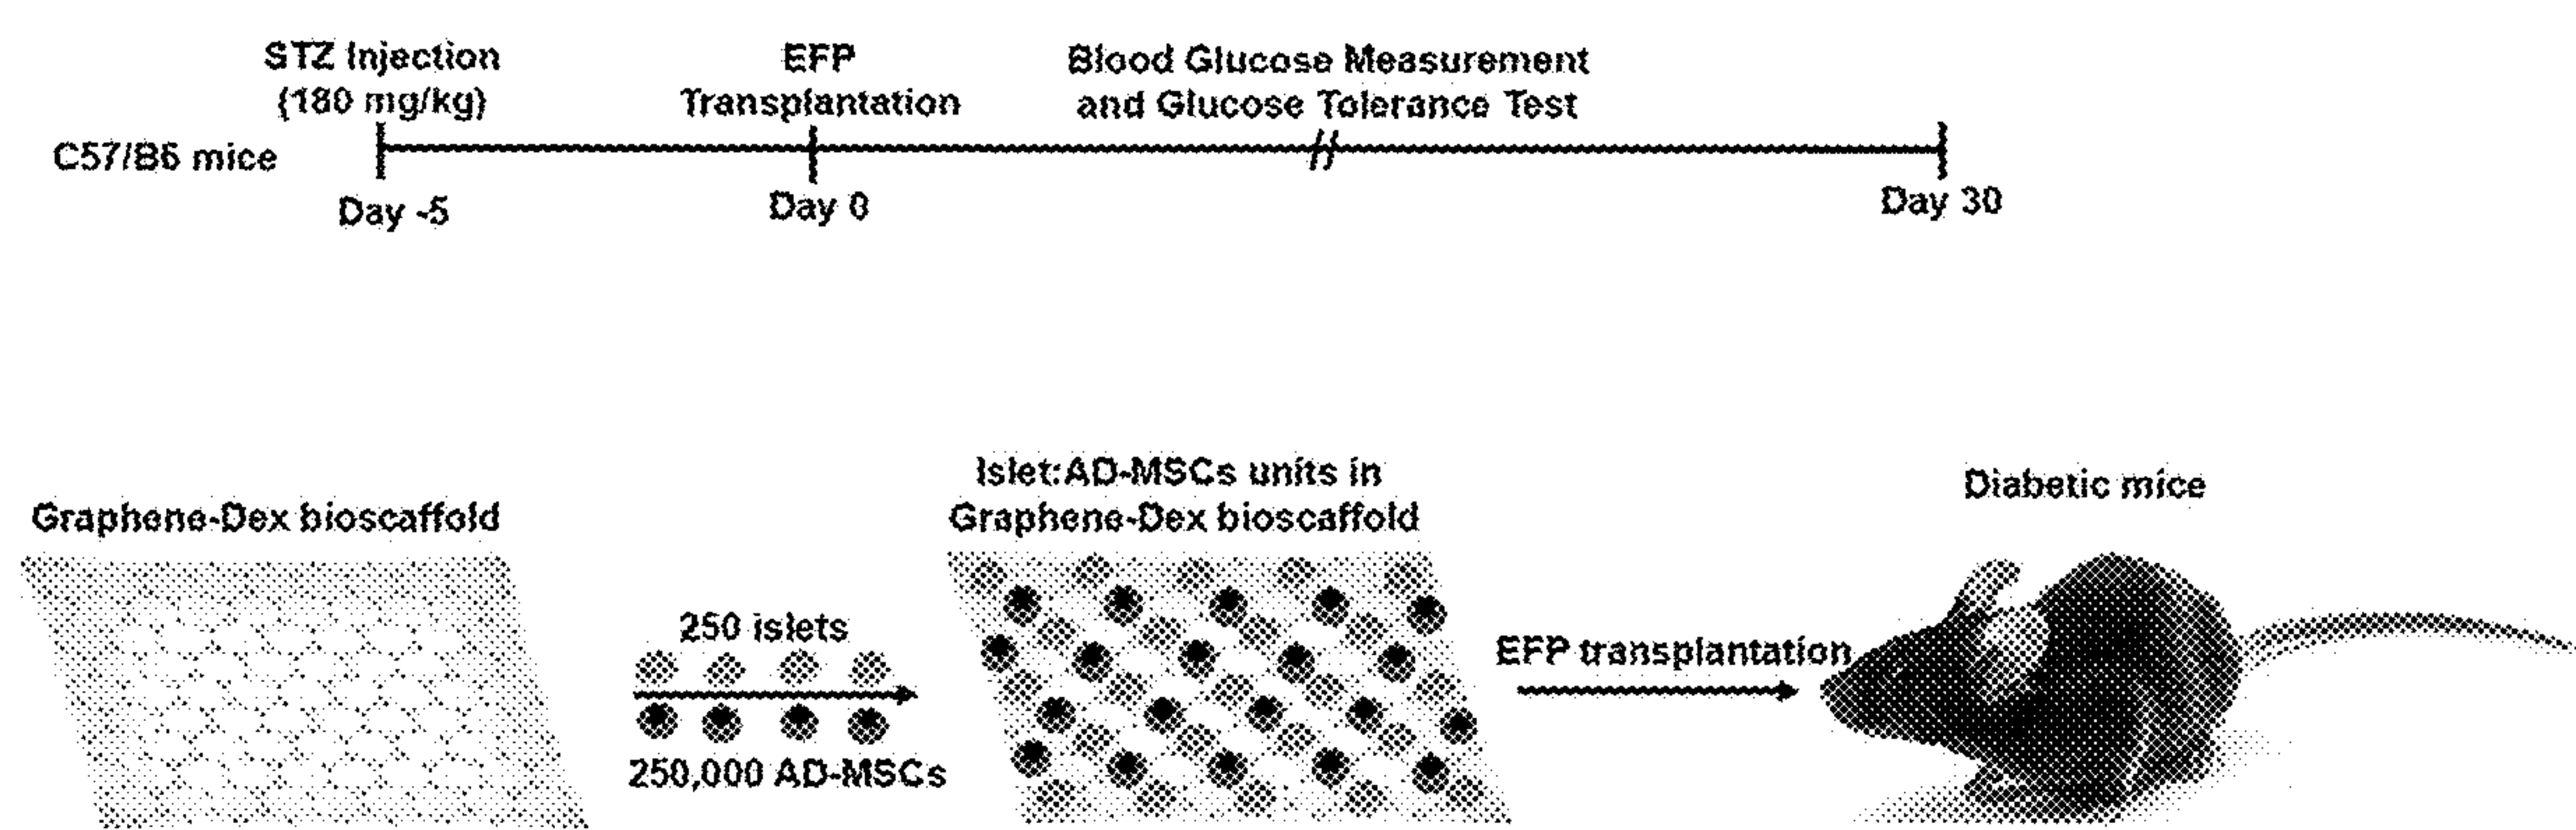 STZ Injection
(180 mg/kg)
EFP
Transplantation
Blood Glucose Measurement
and Glucose Tolerance Test
C57/B6 mice
Day -5
Day 0
Day 30
Graphene-Dex bioscaffold
250 islets
250,000 AD-MSCs
Islet:AD-MSCs units in
Graphene-Dex bioscaffold
EFP transplantation
Diabetic mice